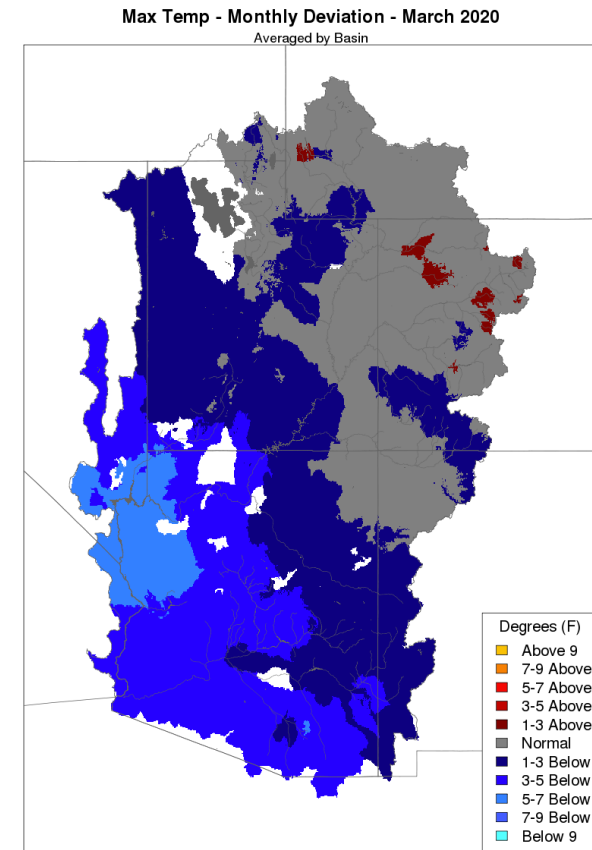 Max Temp - Monthly Deviation - March 2020
Averaged by Basin
Degrees (F)
Above 9
7-9 Above
5-7 Above
3-5 Above
1-3 Above
Normal
1-3 Below
3-5 Below
5-7 Below
7-9 Below
Below 9